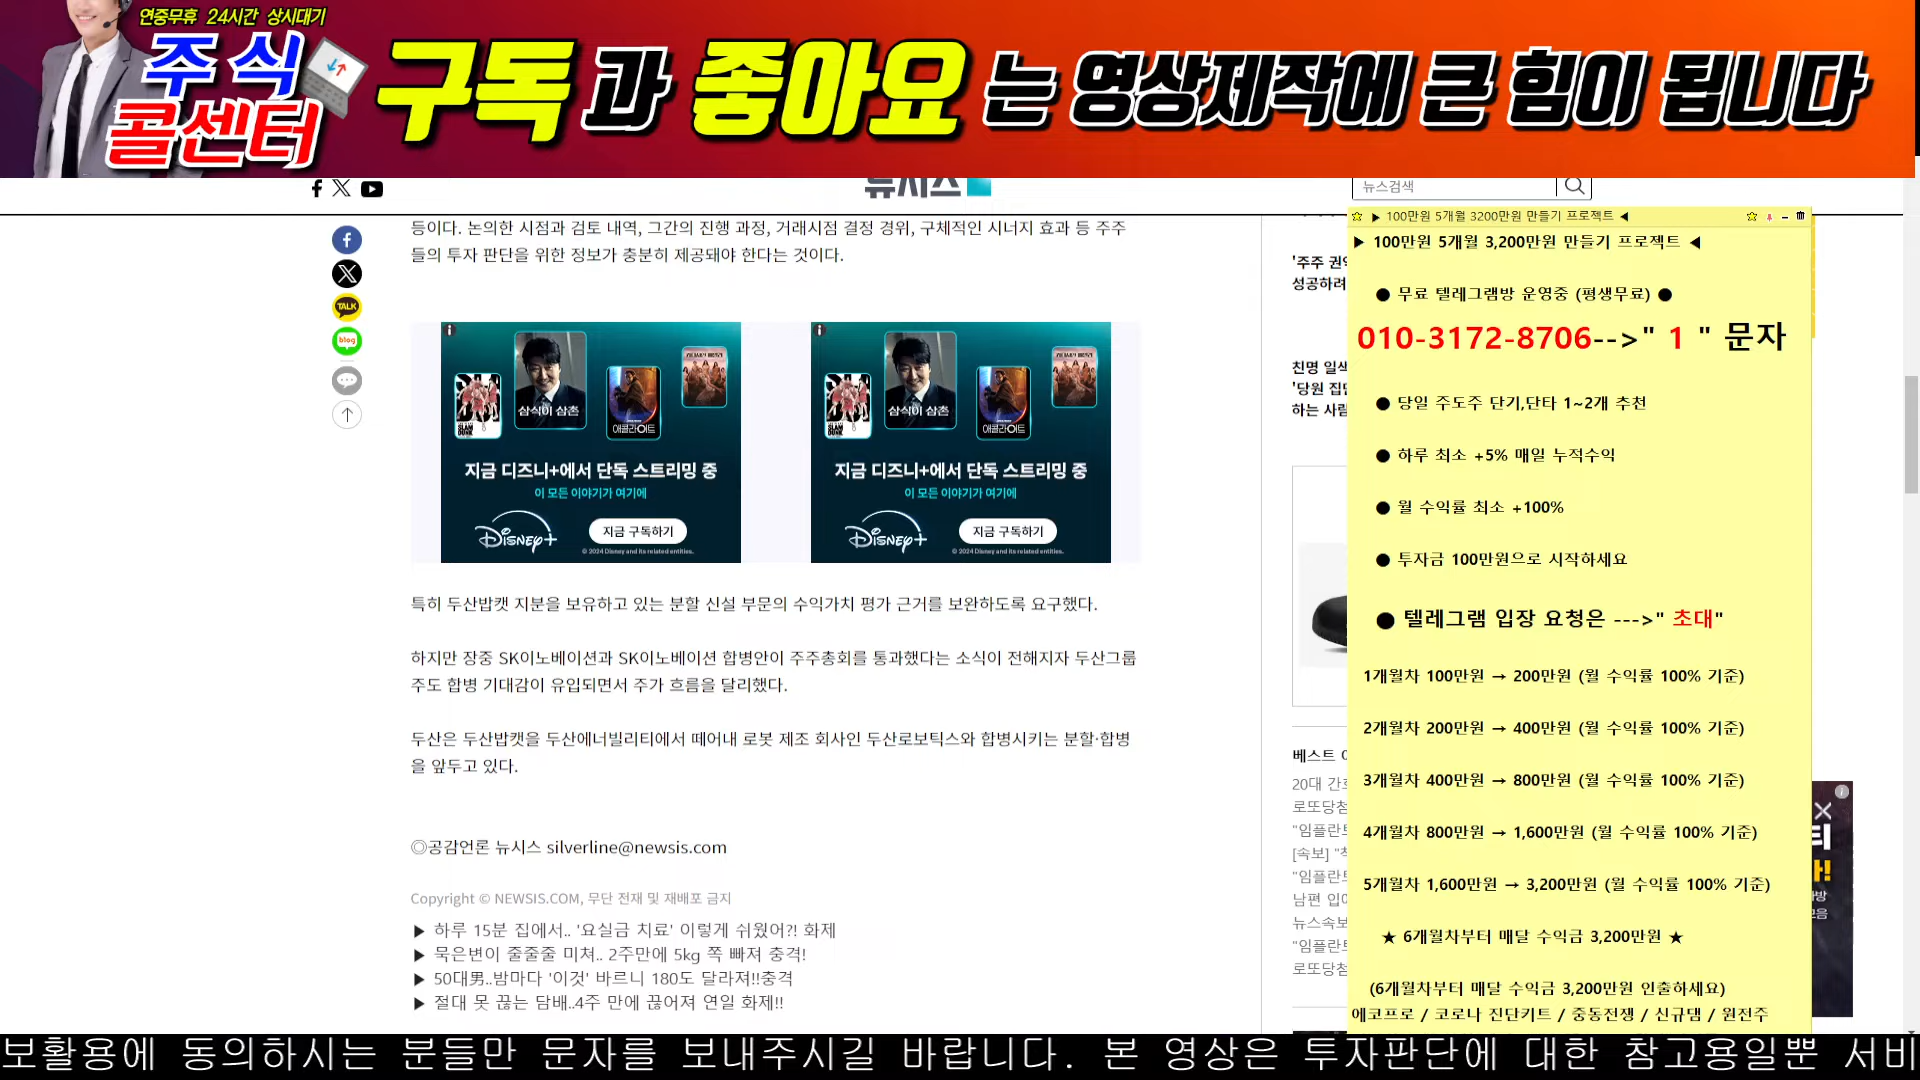 연중무휴 24시간 상시대기
주식
콜센터
구독과 좋아요는 영상제작에 큰 힘이 됩니다
뉴시스
뉴스검색
TALK
blog
등이다. 논의한 시점과 검토 내역, 그간의 진행 과정, 거래시점 결정 경위, 구체적인 시너지 효과 등 주주
들의 투자 판단을 위한 정보가 충분히 제공돼야 한다는 것이다.
삼식이 삼촌
애콜라이트
SLAM DUNK
지금 디즈니+에서 단독 스트리밍 중
이 모든 이야기가 여기에
Disney+
지금 구독하기
© 2024 Disney and its related entities.
삼식이 삼촌
애콜라이트
SLAM DUNK
지금 디즈니+에서 단독 스트리밍 중
이 모든 이야기가 여기에
Disney+
지금 구독하기
© 2024 Disney and its related entities.
특히 두산밥캣 지분을 보유하고 있는 분할 신설 부문의 수익가치 평가 근거를 보완하도록 요구했다.
하지만 장중 SK이노베이션과 SK이노베이션 합병안이 주주총회를 통과했다는 소식이 전해지자 두산그룹
주도 합병 기대감이 유입되면서 주가 흐름을 달리했다.
두산은 두산밥캣을 두산에너빌리티에서 떼어내 로봇 제조 회사인 두산로보틱스와 합병시키는 분할·합병
을 앞두고 있다.
◎공감언론 뉴시스 silverline@newsis.com
Copyright © NEWSIS.COM, 무단 전재 및 재배포 금지
▶ 하루 15분 집에서.. '요실금 치료' 이렇게 쉬웠어?! 화제
▶ 묵은변이 줄줄줄 미쳐.. 2주만에 5kg 쪽 빠져 충격!
▶ 50대男..밤마다 '이것' 바르니 180도 달라져!!충격
▶ 절대 못 끊는 담배..4주 만에 끊어져 연일 화제!!
'주주 권
성공하려
친명 일색
'당원 집
하는 사람
베스트
20대 간
로또당첨
"임플란트
[속보]
"임플란트
남편 입
뉴스속보
"임플란트
로또당첨
▶ 100만원 5개월 3200만원 만들기 프로젝트 ◀
▶ 100만원 5개월 3,200만원 만들기 프로젝트 ◀
● 무료 텔레그램방 운영중 (평생무료) ●
010-3172-8706-->" 1 " 문자
● 당일 주도주 단기,단타 1~2개 추천
● 하루 최소 +5% 매일 누적수익
● 월 수익률 최소 +100%
● 투자금 100만원으로 시작하세요
● 텔레그램 입장 요청은 --->" 초대"
1개월차 100만원 → 200만원 (월 수익률 100% 기준)
2개월차 200만원 → 400만원 (월 수익률 100% 기준)
3개월차 400만원 → 800만원 (월 수익률 100% 기준)
4개월차 800만원 → 1,600만원 (월 수익률 100% 기준)
5개월차 1,600만원 → 3,200만원 (월 수익률 100% 기준)
★ 6개월차부터 매달 수익금 3,200만원 ★
(6개월차부터 매달 수익금 3,200만원 인출하세요)
에코프로 / 코로나 진단키트 / 중동전쟁 / 신규댐 / 원전주
보활용에 동의하시는 분들만 문자를 보내주시길 바랍니다. 본 영상은 투자판단에 대한 참고용일뿐 서비